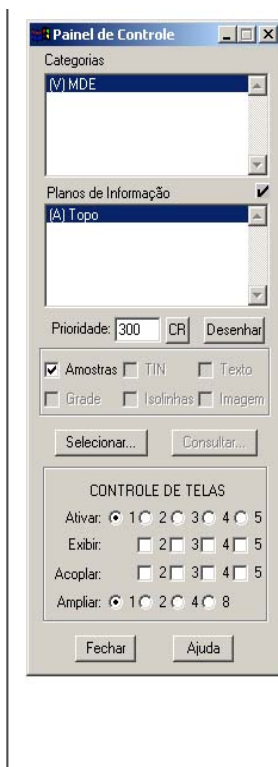 Painel de Controle
Categorias
(V) MDE
Planos de Informação
(A) Topo
Prioridade: 300 CR Desenhar
Amostras TIN Texto
Grade Isolinhas Imagem
Selecionar... Consultar...
CONTROLE DE TELAS
Ativar: 1 2 3 4 5
Exibir: 2 3 4 5
Acoplar: 2 3 4 5
Ampliar: 1 2 4 8
Fechar Ajuda